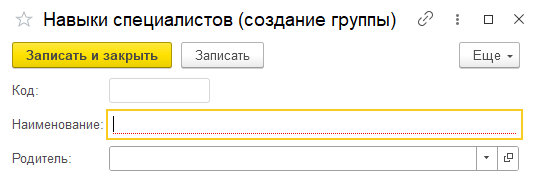 Навыки специалистов (создание группы)
Записать и закрыть Записать Еще
Код:
Наименование:
Родитель: